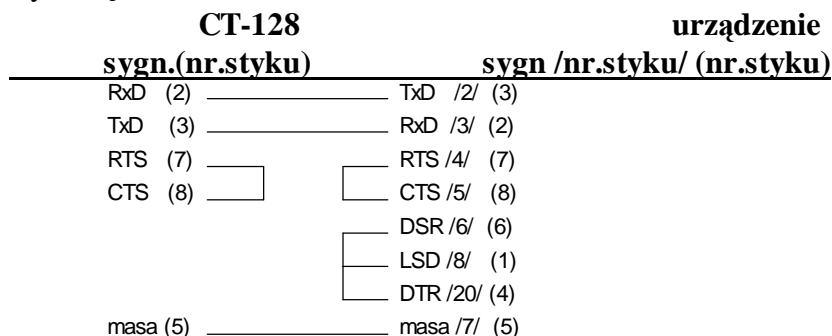 CT-128 urządzenie
sygn.(nr.styku) sygn /nr.styku/ (nr.styku)
RxD (2) TxD /2/ (3)
TxD (3) RxD /3/ (2)
RTS (7) RTS /4/ (7)
CTS (8) CTS /5/ (8)
DSR /6/ (6)
LSD /8/ (1)
DTR /20/ (4)
masa (5) masa /7/ (5)